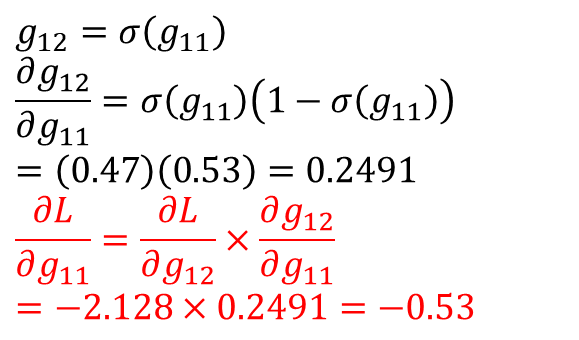 g₁₂ = σ(g₁₁)
∂g₁₂/∂g₁₁ = σ(g₁₁)(1 − σ(g₁₁))
= (0.47)(0.53) = 0.2491
∂L/∂g₁₁ = ∂L/∂g₁₂ × ∂g₁₂/∂g₁₁
= −2.128 × 0.2491 = −0.53